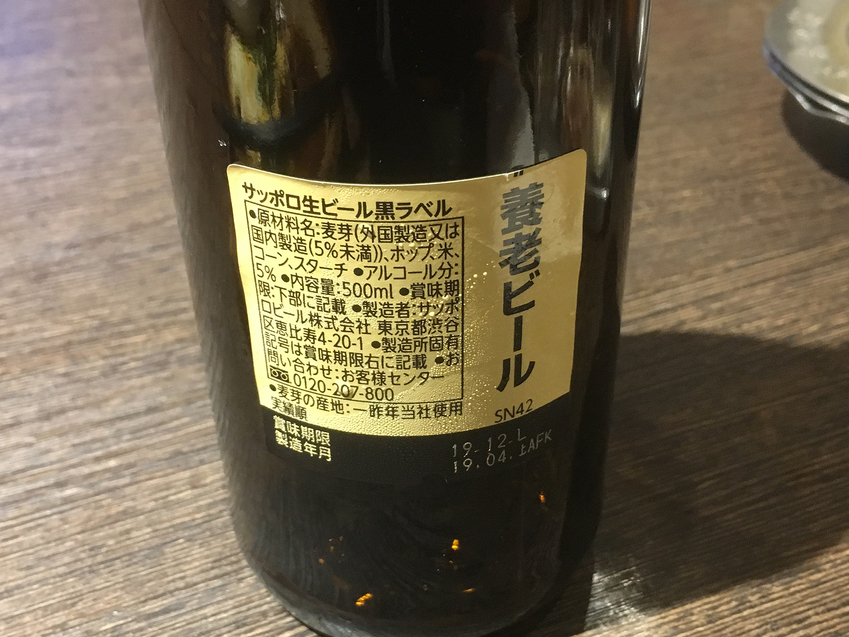 サッポロ生ビール黒ラベル
●原材料名:麦芽(外国製造又は
国内製造(5%未満))、ホップ、米、
コーン、スターチ ●アルコール分:
5% ●内容量:500ml ●賞味期
限:下部に記載 ●製造者:サッポ
ロビール株式会社 東京都渋谷
区恵比寿4-20-1 ●製造所固有
記号は賞味期限右に記載 ●お
問い合わせ:お客様センター
0120-207-800
●麦芽の産地:一昨年当社使用
実績順
養老ビール
SN42
賞味期限
製造年月
19.12.L
19.04.上AFK